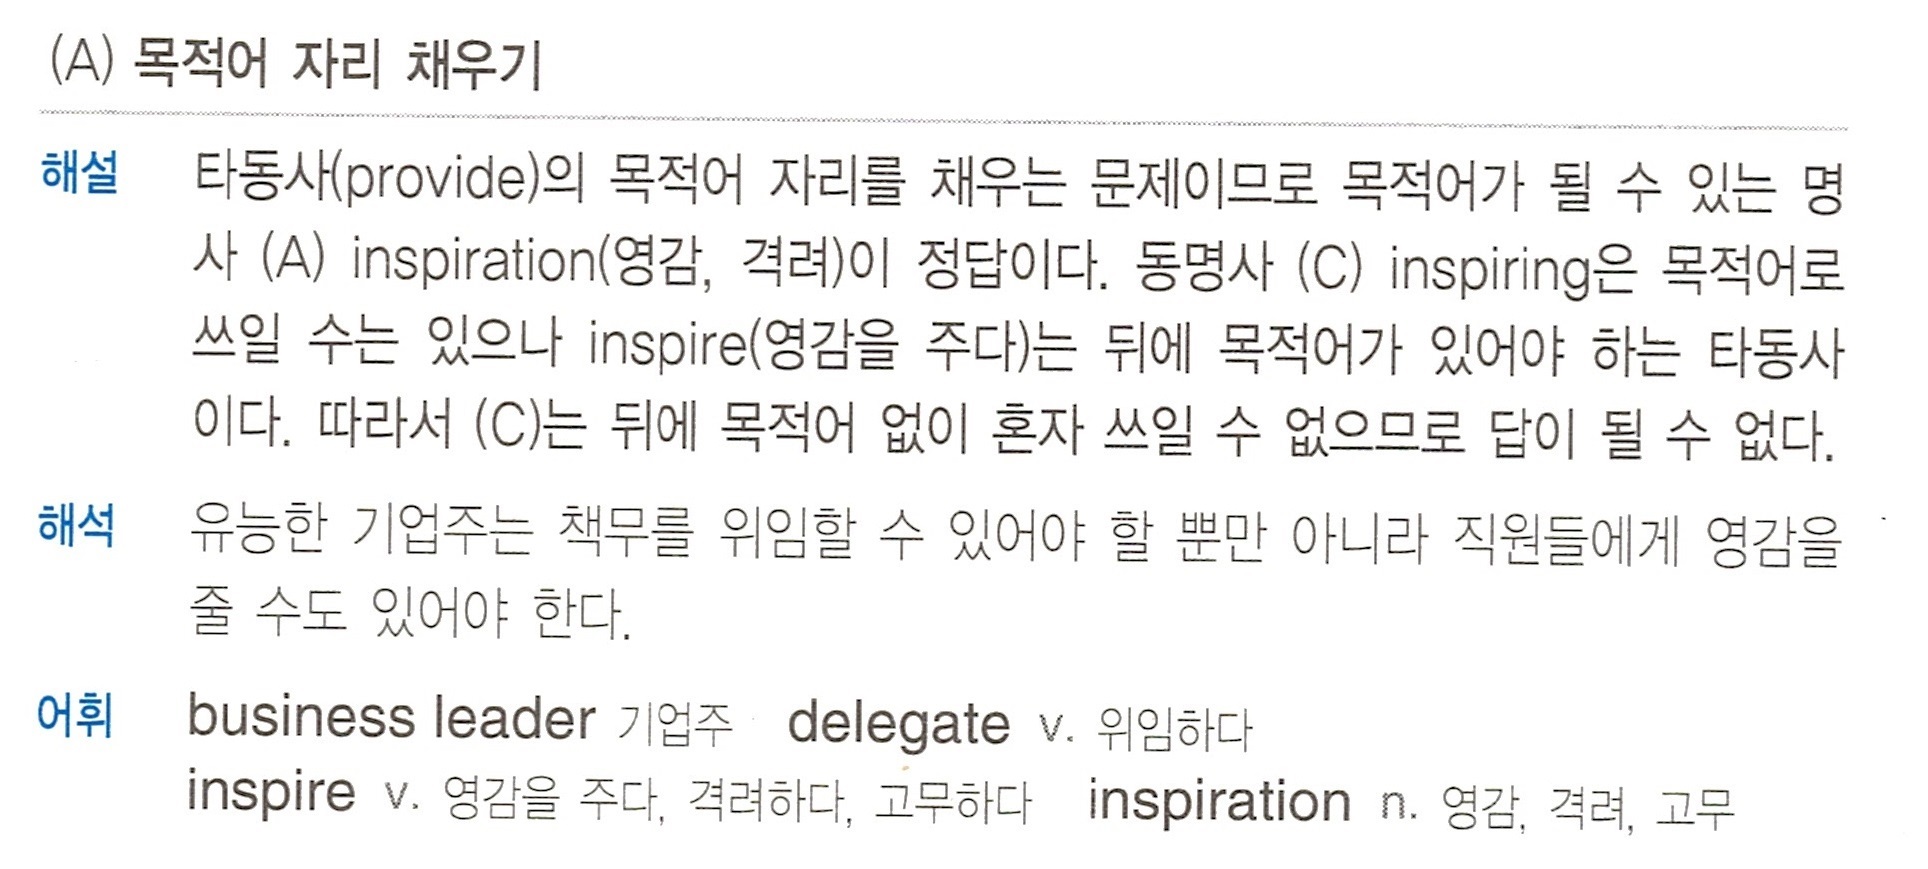 (A) 목적어 자리 채우기
해설 타동사(provide)의 목적어 자리를 채우는 문제이므로 목적어가 될 수 있는 명
사 (A) inspiration(영감, 격려)이 정답이다. 동명사 (C) inspiring은 목적어로
쓰일 수는 있으나 inspire(영감을 주다)는 뒤에 목적어가 있어야 하는 타동사
이다. 따라서 (C)는 뒤에 목적어 없이 혼자 쓰일 수 없으므로 답이 될 수 없다.
해석 유능한 기업주는 책무를 위임할 수 있어야 할 뿐만 아니라 직원들에게 영감을
줄 수도 있어야 한다.
어휘 business leader 기업주 delegate v. 위임하다
inspire v. 영감을 주다, 격려하다, 고무하다 inspiration n. 영감, 격려, 고무